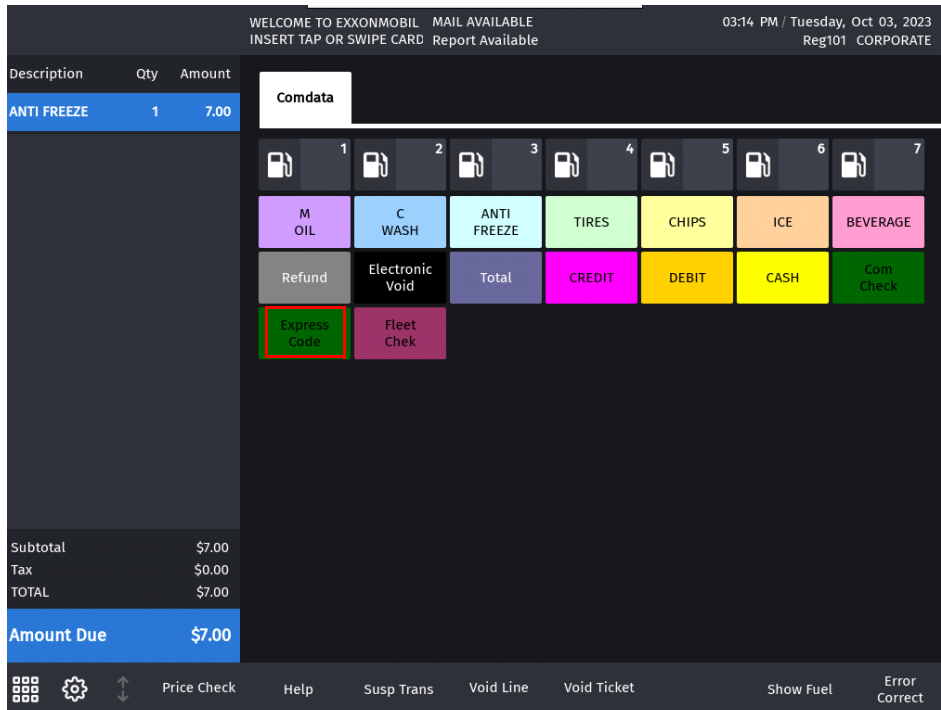 WELCOME TO EXXONMOBIL MAIL AVAILABLE 03:14 PM / Tuesday, Oct 03, 2023
INSERT TAP OR SWIPE CARD Report Available Reg101 CORPORATE
Description Qty Amount
ANTI FREEZE 1 7.00
Comdata
1 2 3 4 5 6 7
M
OIL
C
WASH
ANTI
FREEZE
TIRES
CHIPS
ICE
BEVERAGE
Refund
Electronic
Void
Total
CREDIT
DEBIT
CASH
Com
Check
Express
Code
Fleet
Chek
Subtotal $7.00
Tax $0.00
TOTAL $7.00
Amount Due $7.00
Price Check Help Susp Trans Void Line Void Ticket Show Fuel Error
Correct